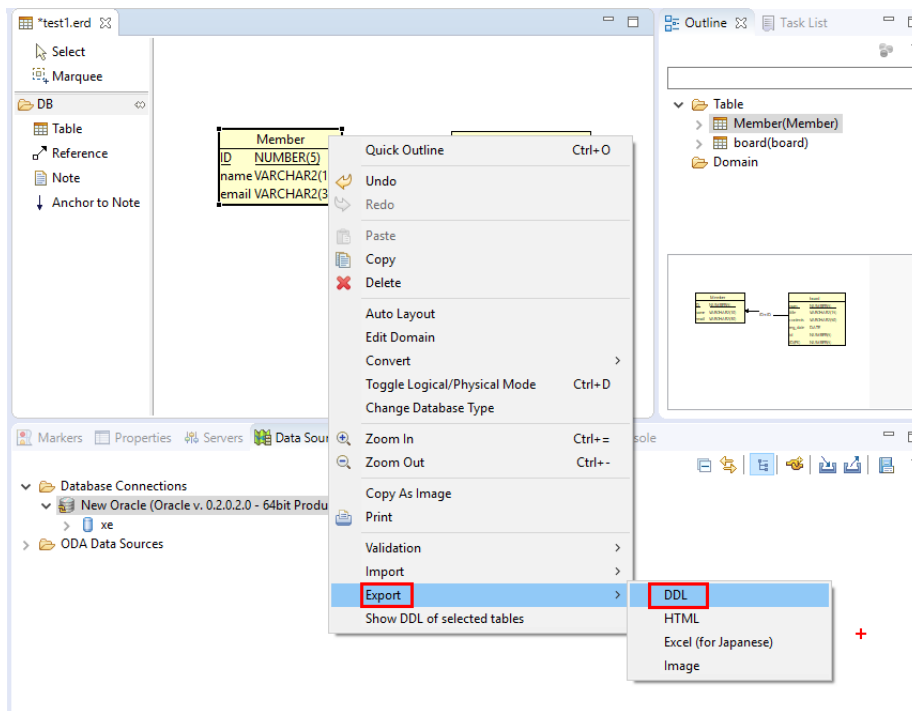 *test1.erd
Select
Marquee
DB
Table
Reference
Note
Anchor to Note
Member
ID NUMBER(5)
name VARCHAR2(1
email VARCHAR2(3
Quick Outline Ctrl+O
Undo
Redo
Paste
Copy
Delete
Auto Layout
Edit Domain
Convert
Toggle Logical/Physical Mode Ctrl+D
Change Database Type
Zoom In Ctrl+=
Zoom Out Ctrl+-
Copy As Image
Print
Validation
Import
Export
Show DDL of selected tables
DDL
HTML
Excel (for Japanese)
Image
Outline Task List
Table
Member(Member)
board(board)
Domain
Markers Properties Servers Data Sour sole
Database Connections
New Oracle (Oracle v. 0.2.0.2.0 - 64bit Produ
xe
ODA Data Sources